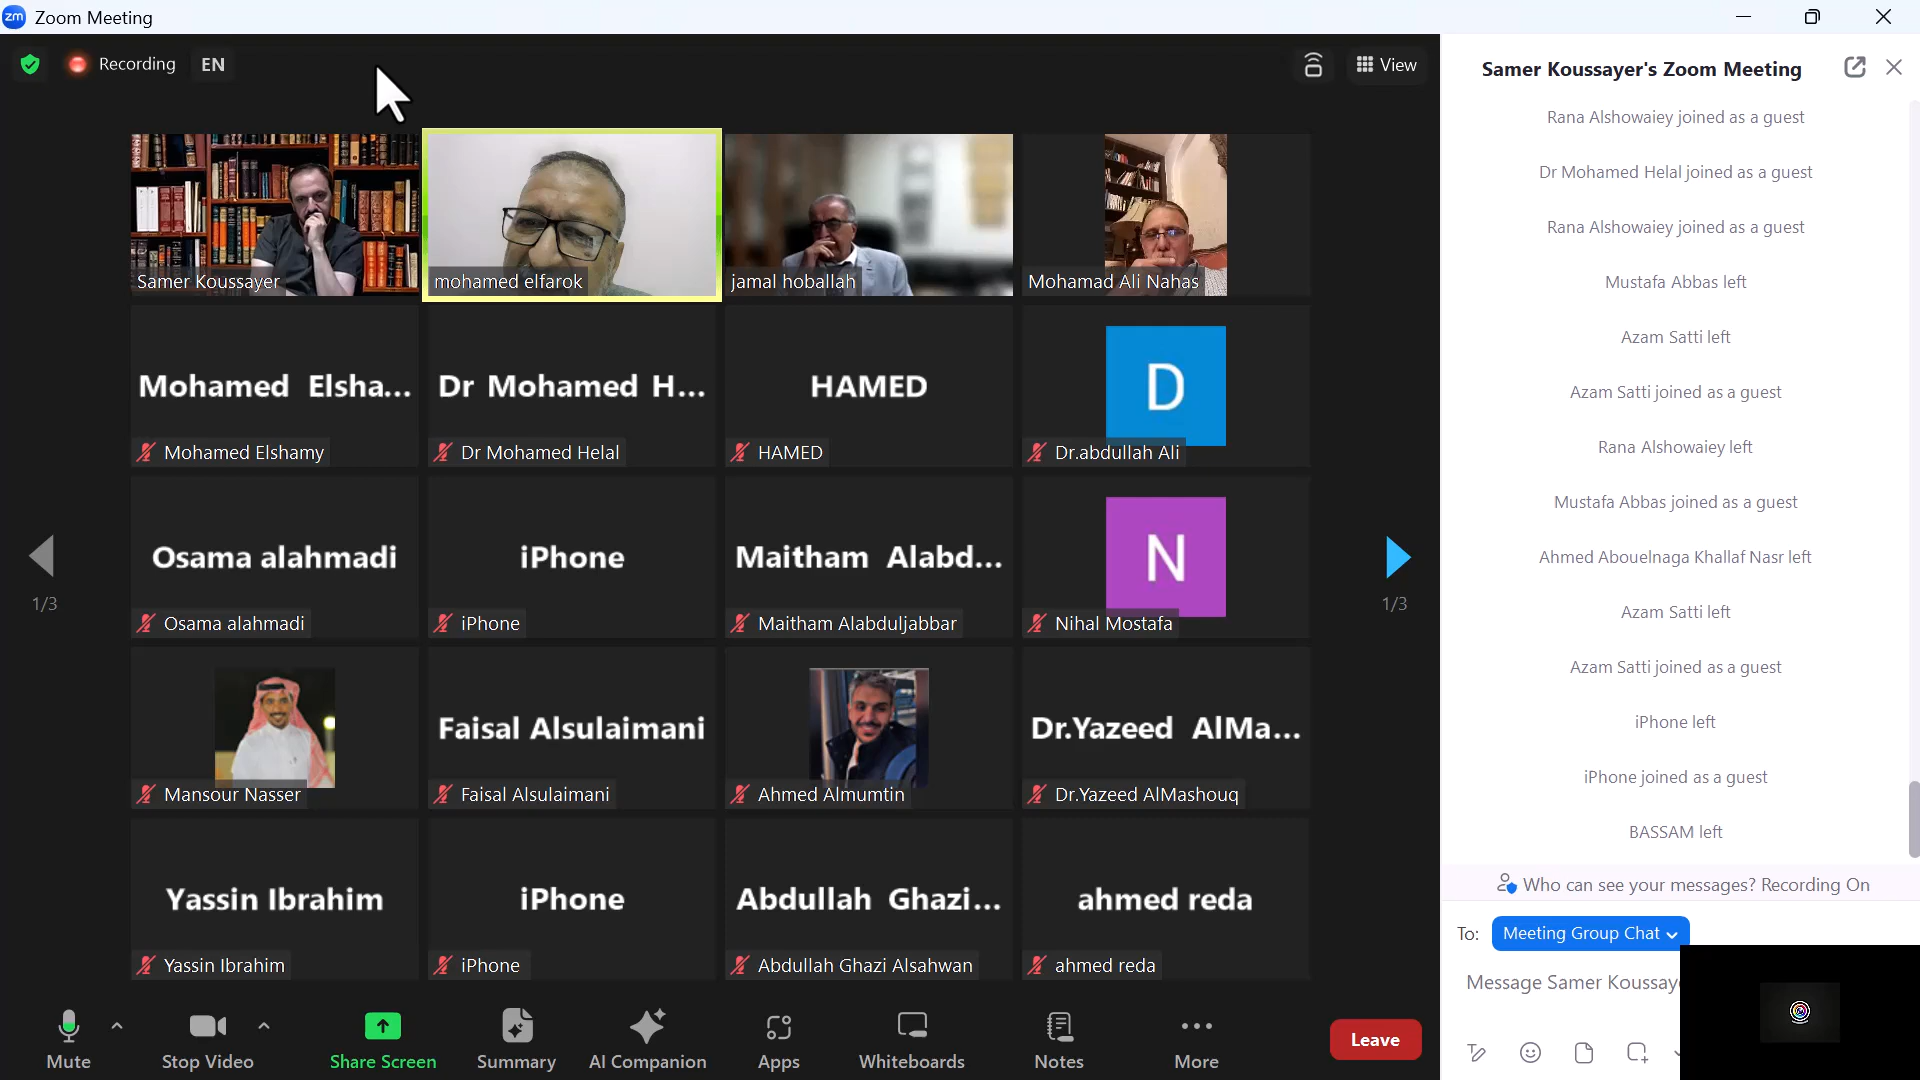 zm Zoom Meeting
Recording EN
View
Samer Koussayer
mohamed elfarok
jamal hoballah
Mohamad Ali Nahas
Mohamed Elsha...
Mohamed Elshamy
Dr Mohamed H...
Dr Mohamed Helal
HAMED
HAMED
D
Dr.abdullah Ali
Osama alahmadi
Osama alahmadi
iPhone
iPhone
Maitham Alabd...
Maitham Alabduljabbar
N
Nihal Mostafa
1/3
1/3
Mansour Nasser
Faisal Alsulaimani
Faisal Alsulaimani
Ahmed Almumtin
Dr.Yazeed AlMa...
Dr.Yazeed AlMashouq
Yassin Ibrahim
Yassin Ibrahim
iPhone
iPhone
Abdullah Ghazi...
Abdullah Ghazi Alsahwan
ahmed reda
ahmed reda
Mute
Stop Video
Share Screen
Summary
AI Companion
Apps
Whiteboards
Notes
More
Leave
Samer Koussayer's Zoom Meeting
Rana Alshowaiey joined as a guest
Dr Mohamed Helal joined as a guest
Rana Alshowaiey joined as a guest
Mustafa Abbas left
Azam Satti left
Azam Satti joined as a guest
Rana Alshowaiey left
Mustafa Abbas joined as a guest
Ahmed Abouelnaga Khallaf Nasr left
Azam Satti left
Azam Satti joined as a guest
iPhone left
iPhone joined as a guest
BASSAM left
Who can see your messages? Recording On
To: Meeting Group Chat
Message Samer Koussay